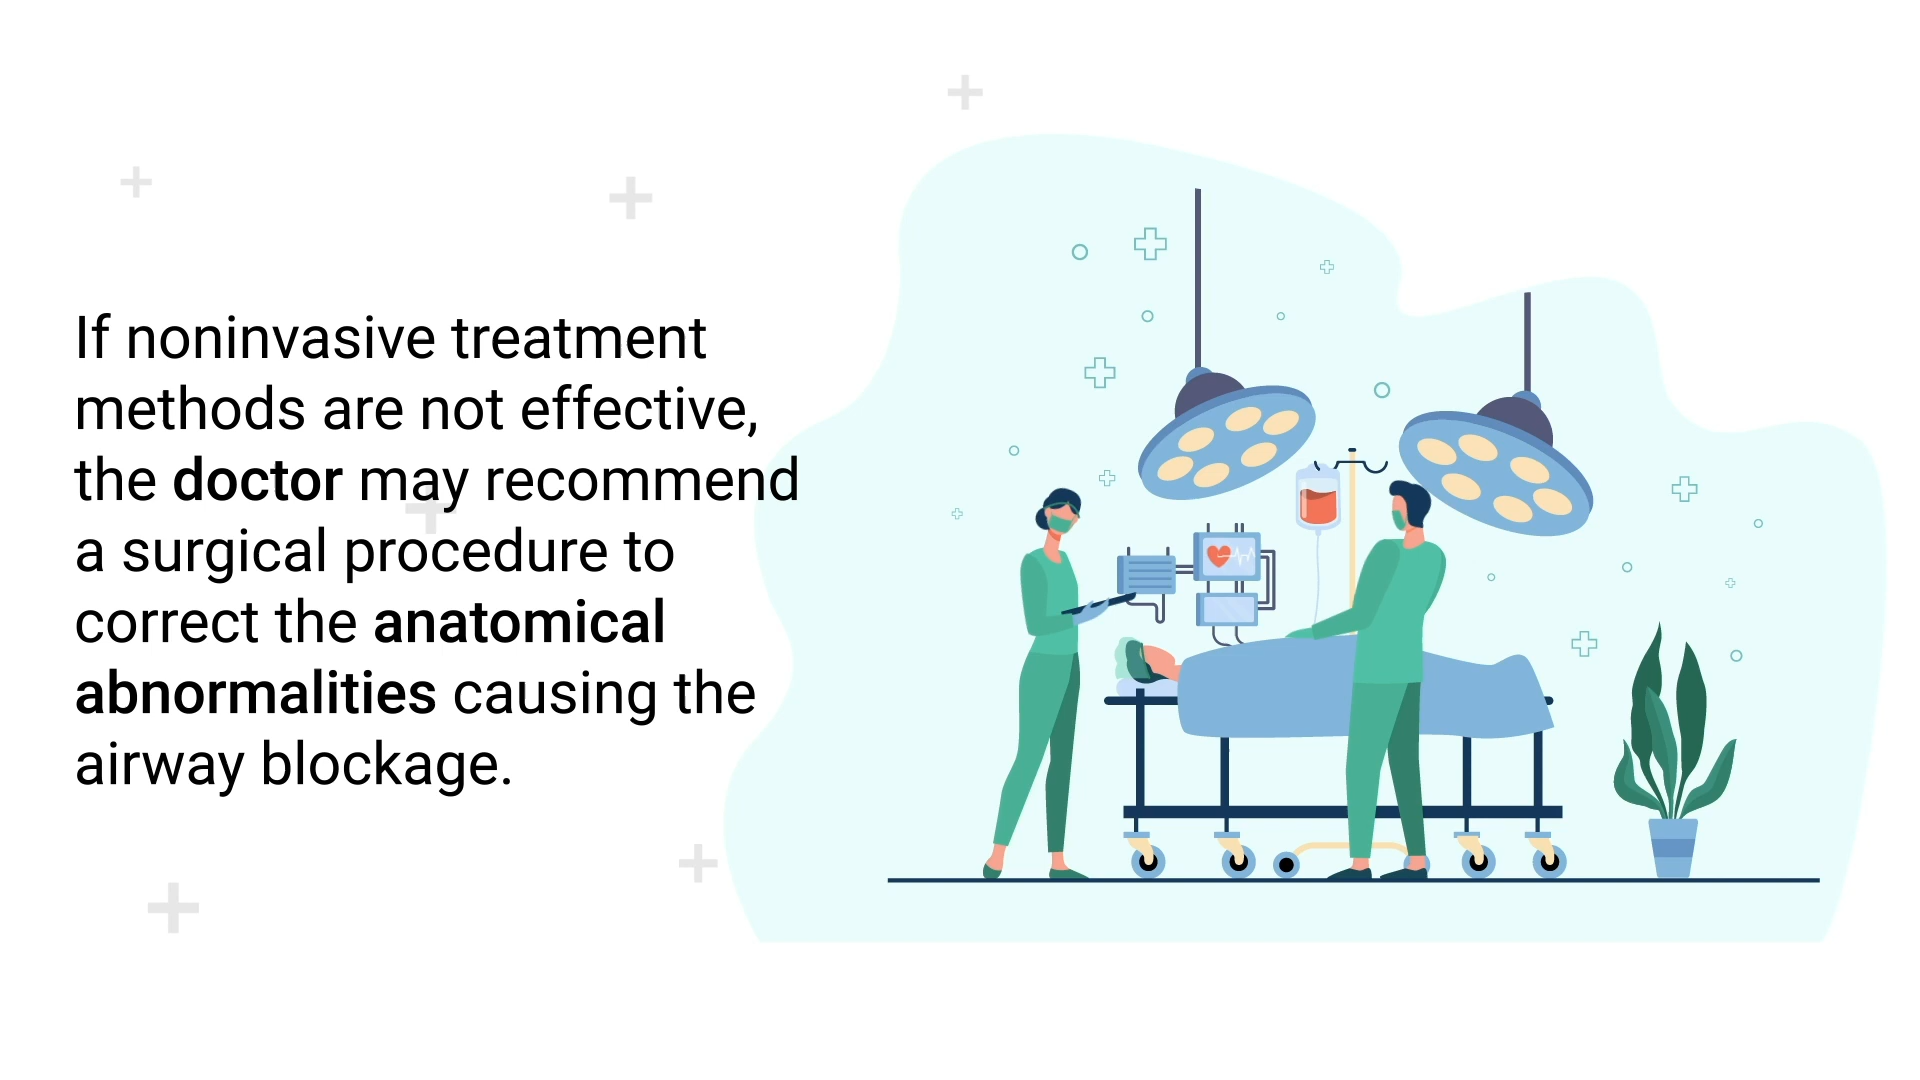 If noninvasive treatment
methods are not effective,
the doctor may recommend
a surgical procedure to
correct the anatomical
abnormalities causing the
airway blockage.